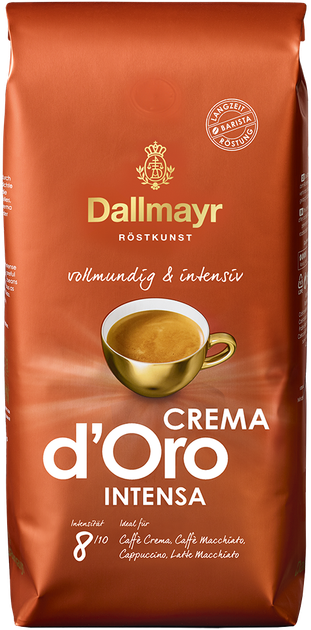 LANGZEIT
BARISTA
RÖSTUNG
Dallmayr
RÖSTKUNST
vollmundig & intensiv
CREMA
d'Oro
INTENSA
Intensität
8/10
Ideal für
Caffè Crema, Caffè Macchiato,
Cappuccino, Latte Macchiato